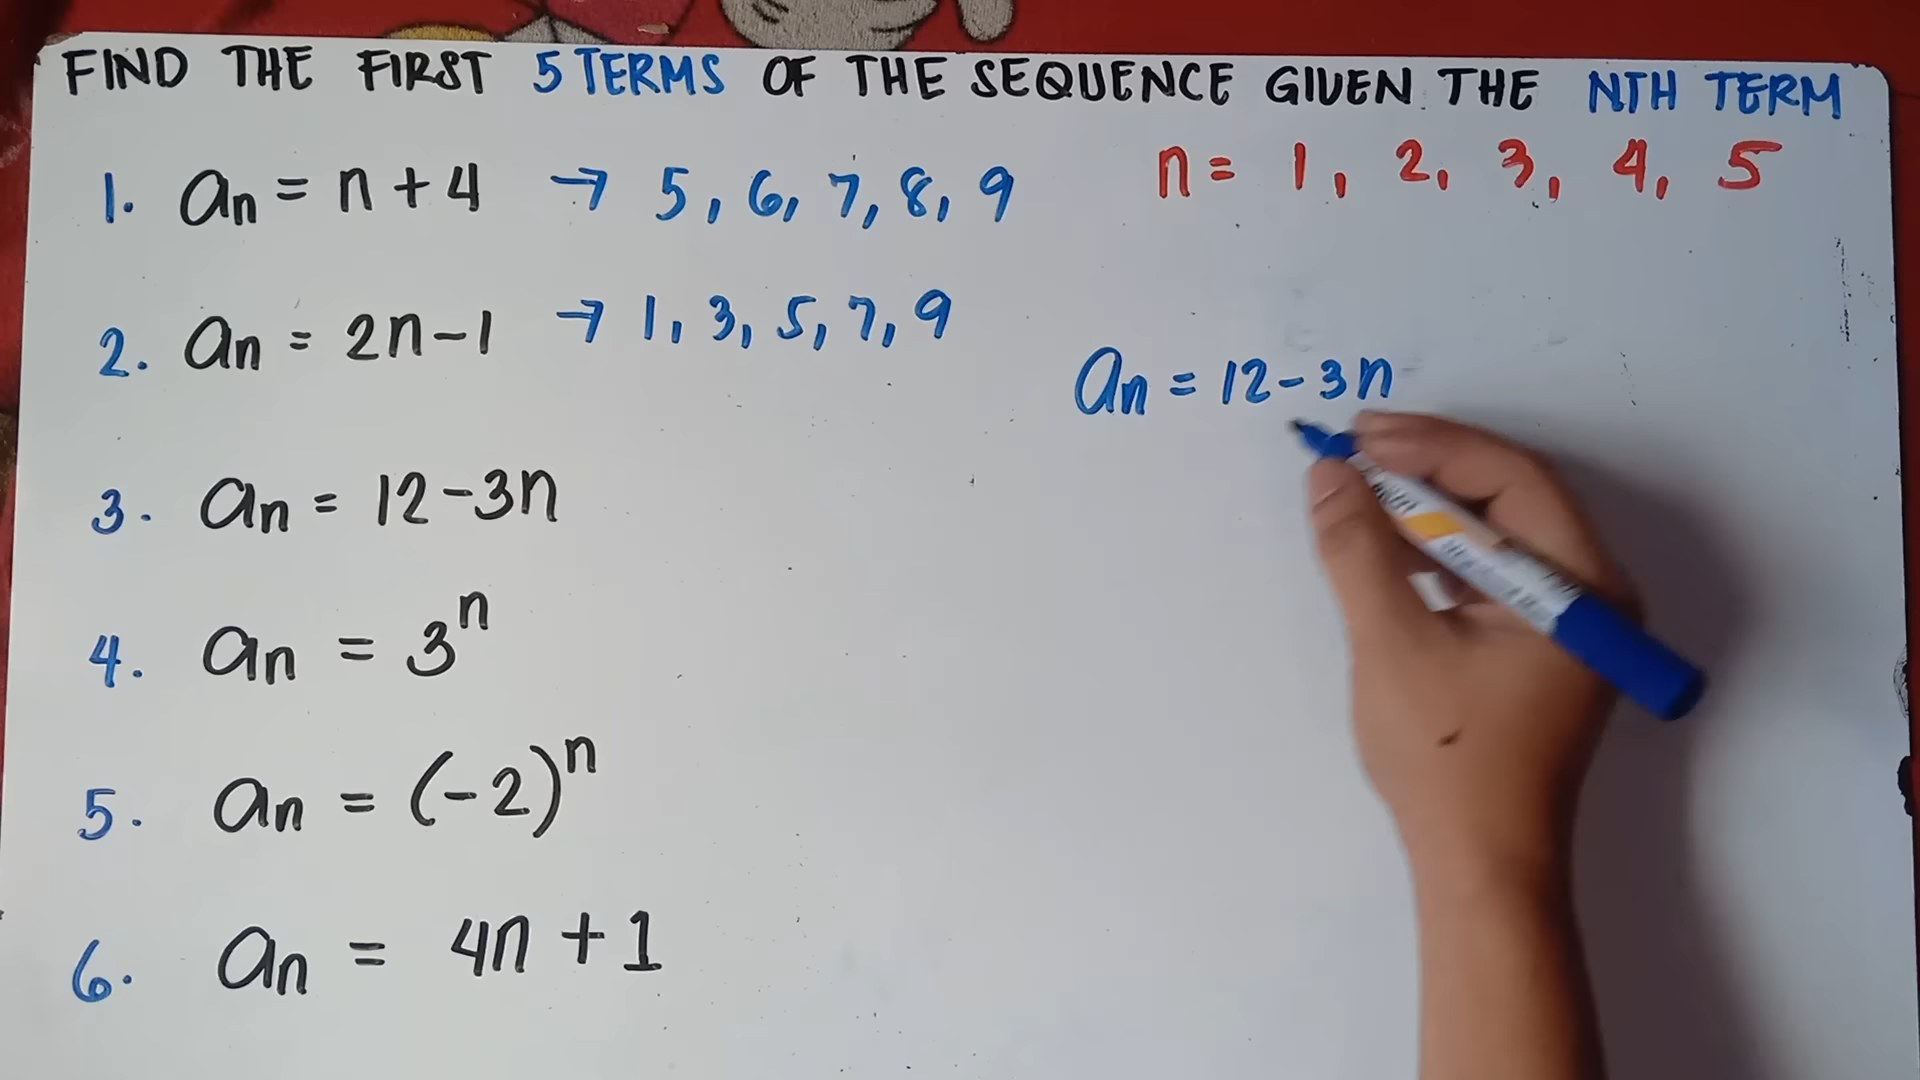 FIND THE FIRST 5 TERMS OF THE SEQUENCE GIVEN THE NTH TERM
n = 1, 2, 3, 4, 5
1. an = n + 4 → 5, 6, 7, 8, 9
2. an = 2n - 1 → 1, 3, 5, 7, 9
an = 12 - 3n
3. an = 12 - 3n
4. an = 3^n
5. an = (-2)^n
6. an = 4n + 1